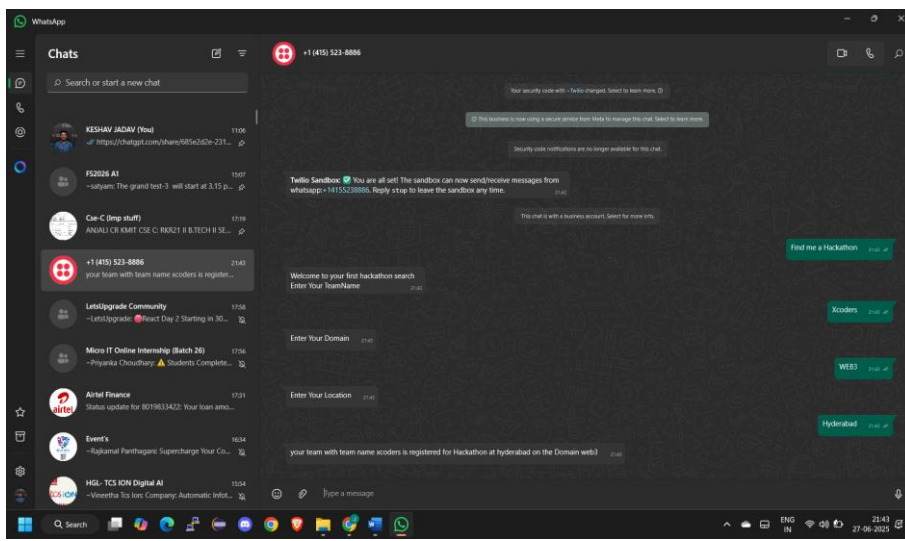 WhatsApp
Chats
Search or start a new chat
KESHAV JADAV (You)
11:06
https://chatgpt.com/share/685e2d2e-231...
FS2026 A1
15:07
~satyam: The grand test-3 will start at 3.15 p...
Cse-C (Imp stuff)
17:19
ANJALI CR KMIT CSE C: RKR21 II B.TECH II SE...
+1 (415) 523-8886
21:43
your team with team name xcoders is register...
LetsUpgrade Community
17:58
~LetsUpgrade: React Day 2 Starting in 30...
Micro IT Online Internship (Batch 26)
17:56
~Priyanka Choudhary: ⚠ Students Complete...
Airtel Finance
17:31
airtel
Status update for 8019833422: Your loan amo...
Event's
16:34
~Rajkamal Panthagani: Supercharge Your Co...
HGL- TCS ION Digital AI
15:54
~Vineetha Tcs Ion: Company: Automatic Infot...
+1 (415) 523-8886
Your security code with ~Twilio changed. Select to learn more.
This business is now using a secure service from Meta to manage this chat. Select to learn more.
Security code notifications are no longer available for this chat.
Twilio Sandbox: ✅ You are all set! The sandbox can now send/receive messages from
whatsapp:+14155238886. Reply stop to leave the sandbox any time.
This chat is with a business account. Select for more info.
Find me a Hackathon
Welcome to your first hackathon search
Enter Your TeamName
Xcoders
Enter Your Domain
WEB3
Enter Your Location
Hyderabad
your team with team name xcoders is registered for Hackathon at hyderabad on the Domain web3
Type a message
Search
ENG
IN
21:43
27-06-2025